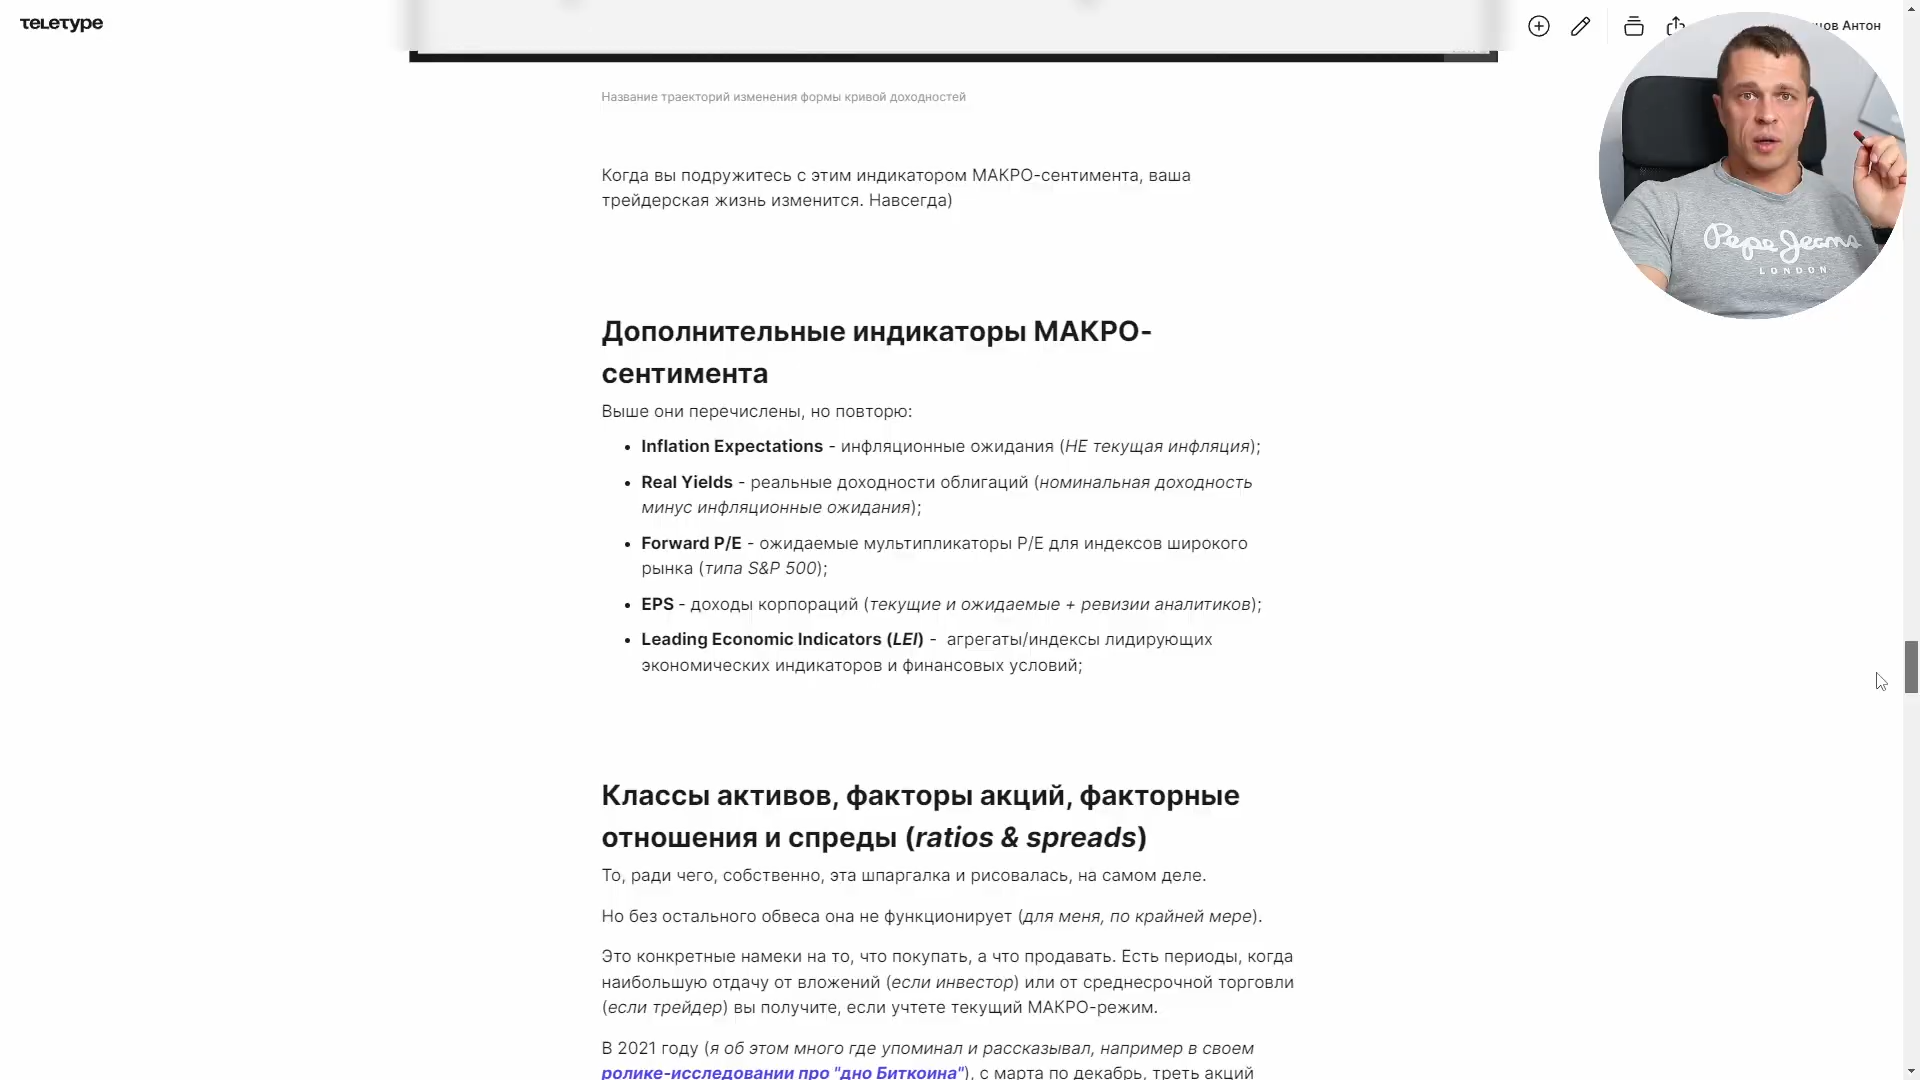 TELETYPE
цов Антон
Название траекторий изменения формы кривой доходностей
Когда вы подружитесь с этим индикатором МАКРО-сентимента, ваша
трейдерская жизнь изменится. Навсегда)
Pepe Jeans
LONDON
Дополнительные индикаторы МАКРО-
сентимента
Выше они перечислены, но повторю:
• Inflation Expectations - инфляционные ожидания (НЕ текущая инфляция);
• Real Yields - реальные доходности облигаций (номинальная доходность
минус инфляционные ожидания);
• Forward P/E - ожидаемые мультипликаторы P/E для индексов широкого
рынка (типа S&P 500);
• EPS - доходы корпораций (текущие и ожидаемые + ревизии аналитиков);
• Leading Economic Indicators (LEI) - агрегаты/индексы лидирующих
экономических индикаторов и финансовых условий;
Классы активов, факторы акций, факторные
отношения и спреды (ratios & spreads)
То, ради чего, собственно, эта шпаргалка и рисовалась, на самом деле.
Но без остального обвеса она не функционирует (для меня, по крайней мере).
Это конкретные намеки на то, что покупать, а что продавать. Есть периоды, когда
наибольшую отдачу от вложений (если инвестор) или от среднесрочной торговли
(если трейдер) вы получите, если учтете текущий МАКРО-режим.
В 2021 году (я об этом много где упоминал и рассказывал, например в своем
ролике-исследовании про "дно Биткоина"), с марта по декабрь, треть акций